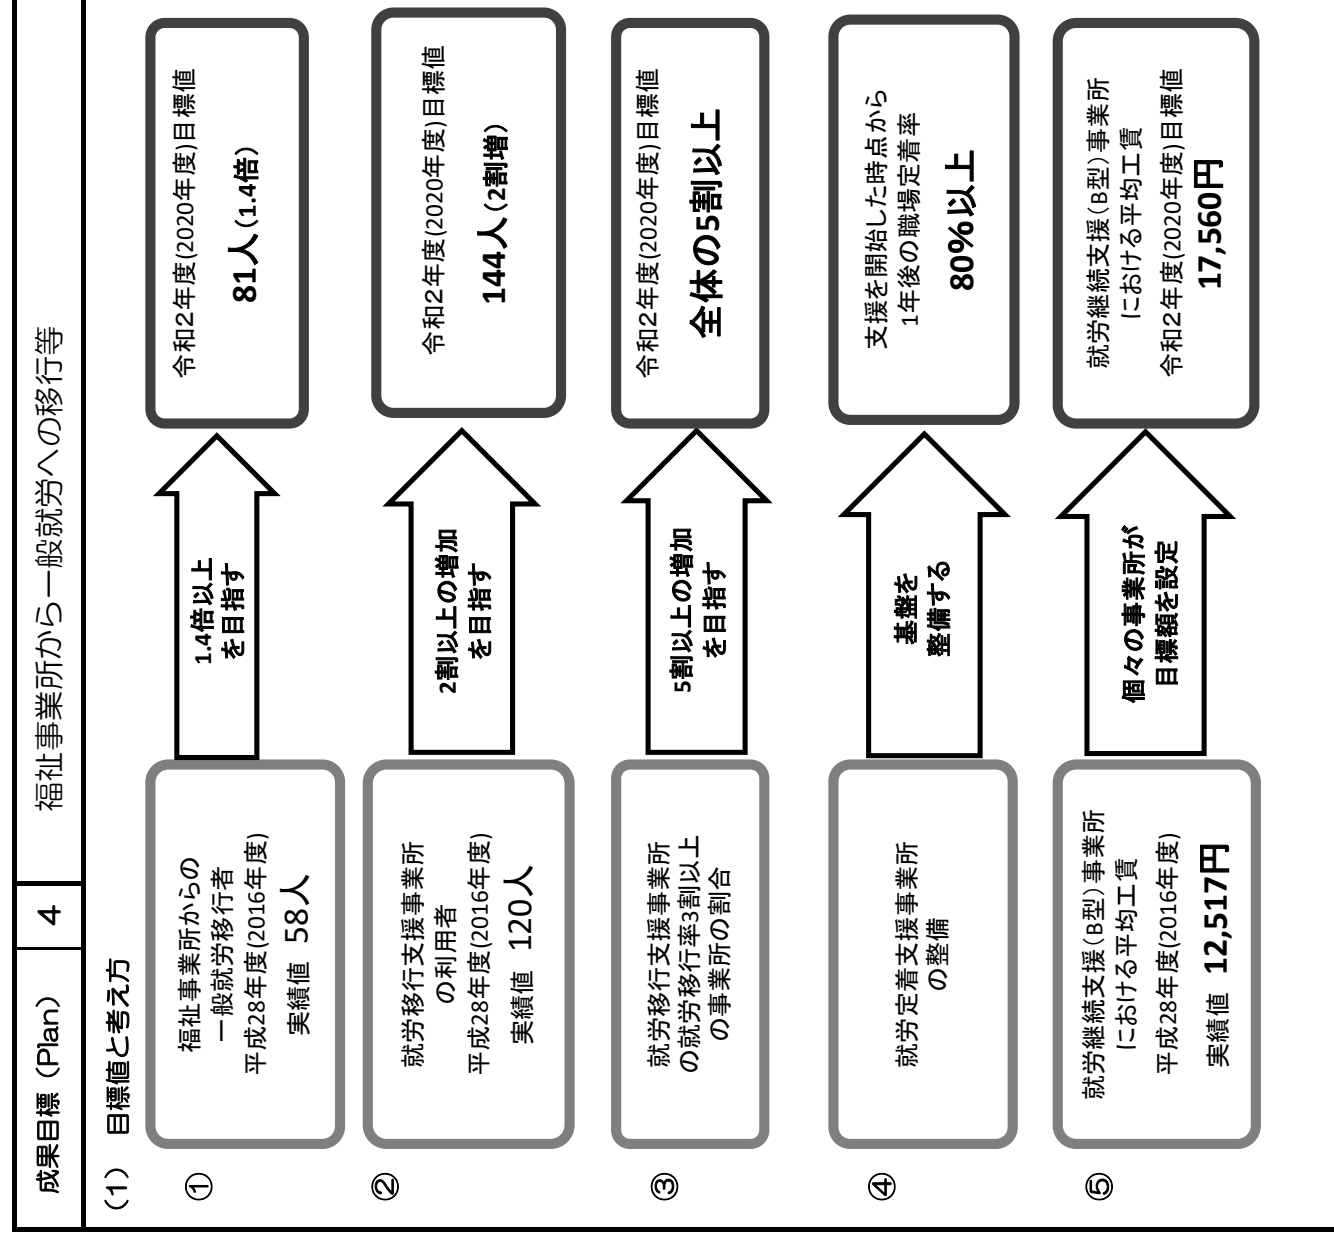 成果目標（Plan）
4
福祉事業所から一般就労への移行等
（1）　目標値と考え方
①
福祉事業所からの
一般就労移行者
平成28年度(2016年度)
実績値　58人
1.4倍以上
を目指す
令和2年度(2020年度)目標値
81人（1.4倍）
②
就労移行支援事業所
の利用者
平成28年度(2016年度)
実績値　120人
2割以上の増加
を目指す
令和2年度(2020年度)目標値
144人（2割増）
③
就労移行支援事業所
の就労移行率3割以上
の事業所の割合
5割以上の増加
を目指す
令和2年度(2020年度)目標値
全体の5割以上
④
就労定着支援事業所
の整備
基盤を
整備する
支援を開始した時点から
1年後の職場定着率
80％以上
⑤
就労継続支援（B型）事業所
における平均工賃
平成28年度(2016年度)
実績値　12,517円
個々の事業所が
目標額を設定
就労継続支援（B型）事業所
における平均工賃
令和2年度(2020年度)目標値
17,560円